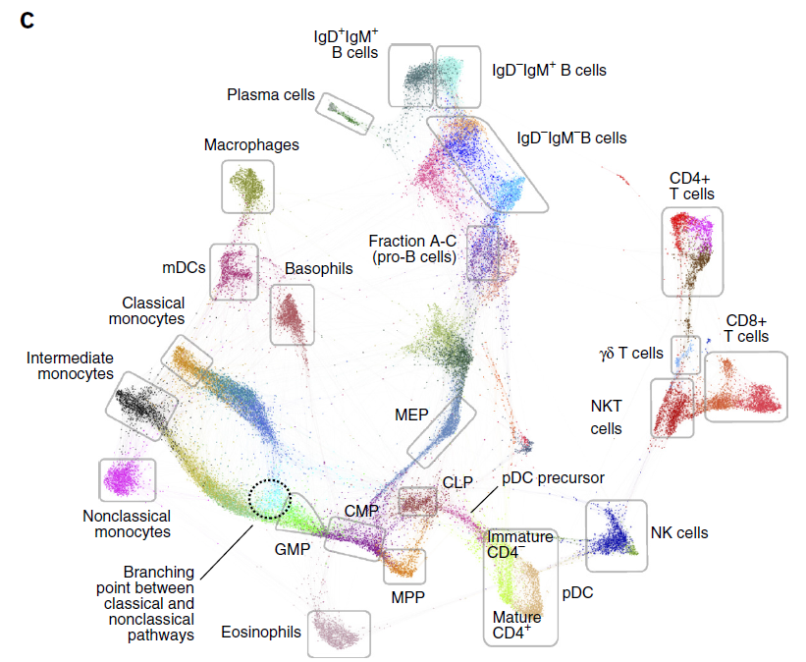 C
IgD⁺IgM⁺
B cells
IgD⁻IgM⁺ B cells
Plasma cells
IgD⁻IgM⁻B cells
Macrophages
CD4+
T cells
Fraction A-C
(pro-B cells)
mDCs
Basophils
Classical
monocytes
CD8+
T cells
γδ T cells
Intermediate
monocytes
NKT
cells
MEP
CLP
pDC precursor
CMP
Nonclassical
monocytes
GMP
Immature
CD4⁻
NK cells
Branching
point between
classical and
nonclassical
pathways
MPP
pDC
Mature
CD4⁺
Eosinophils